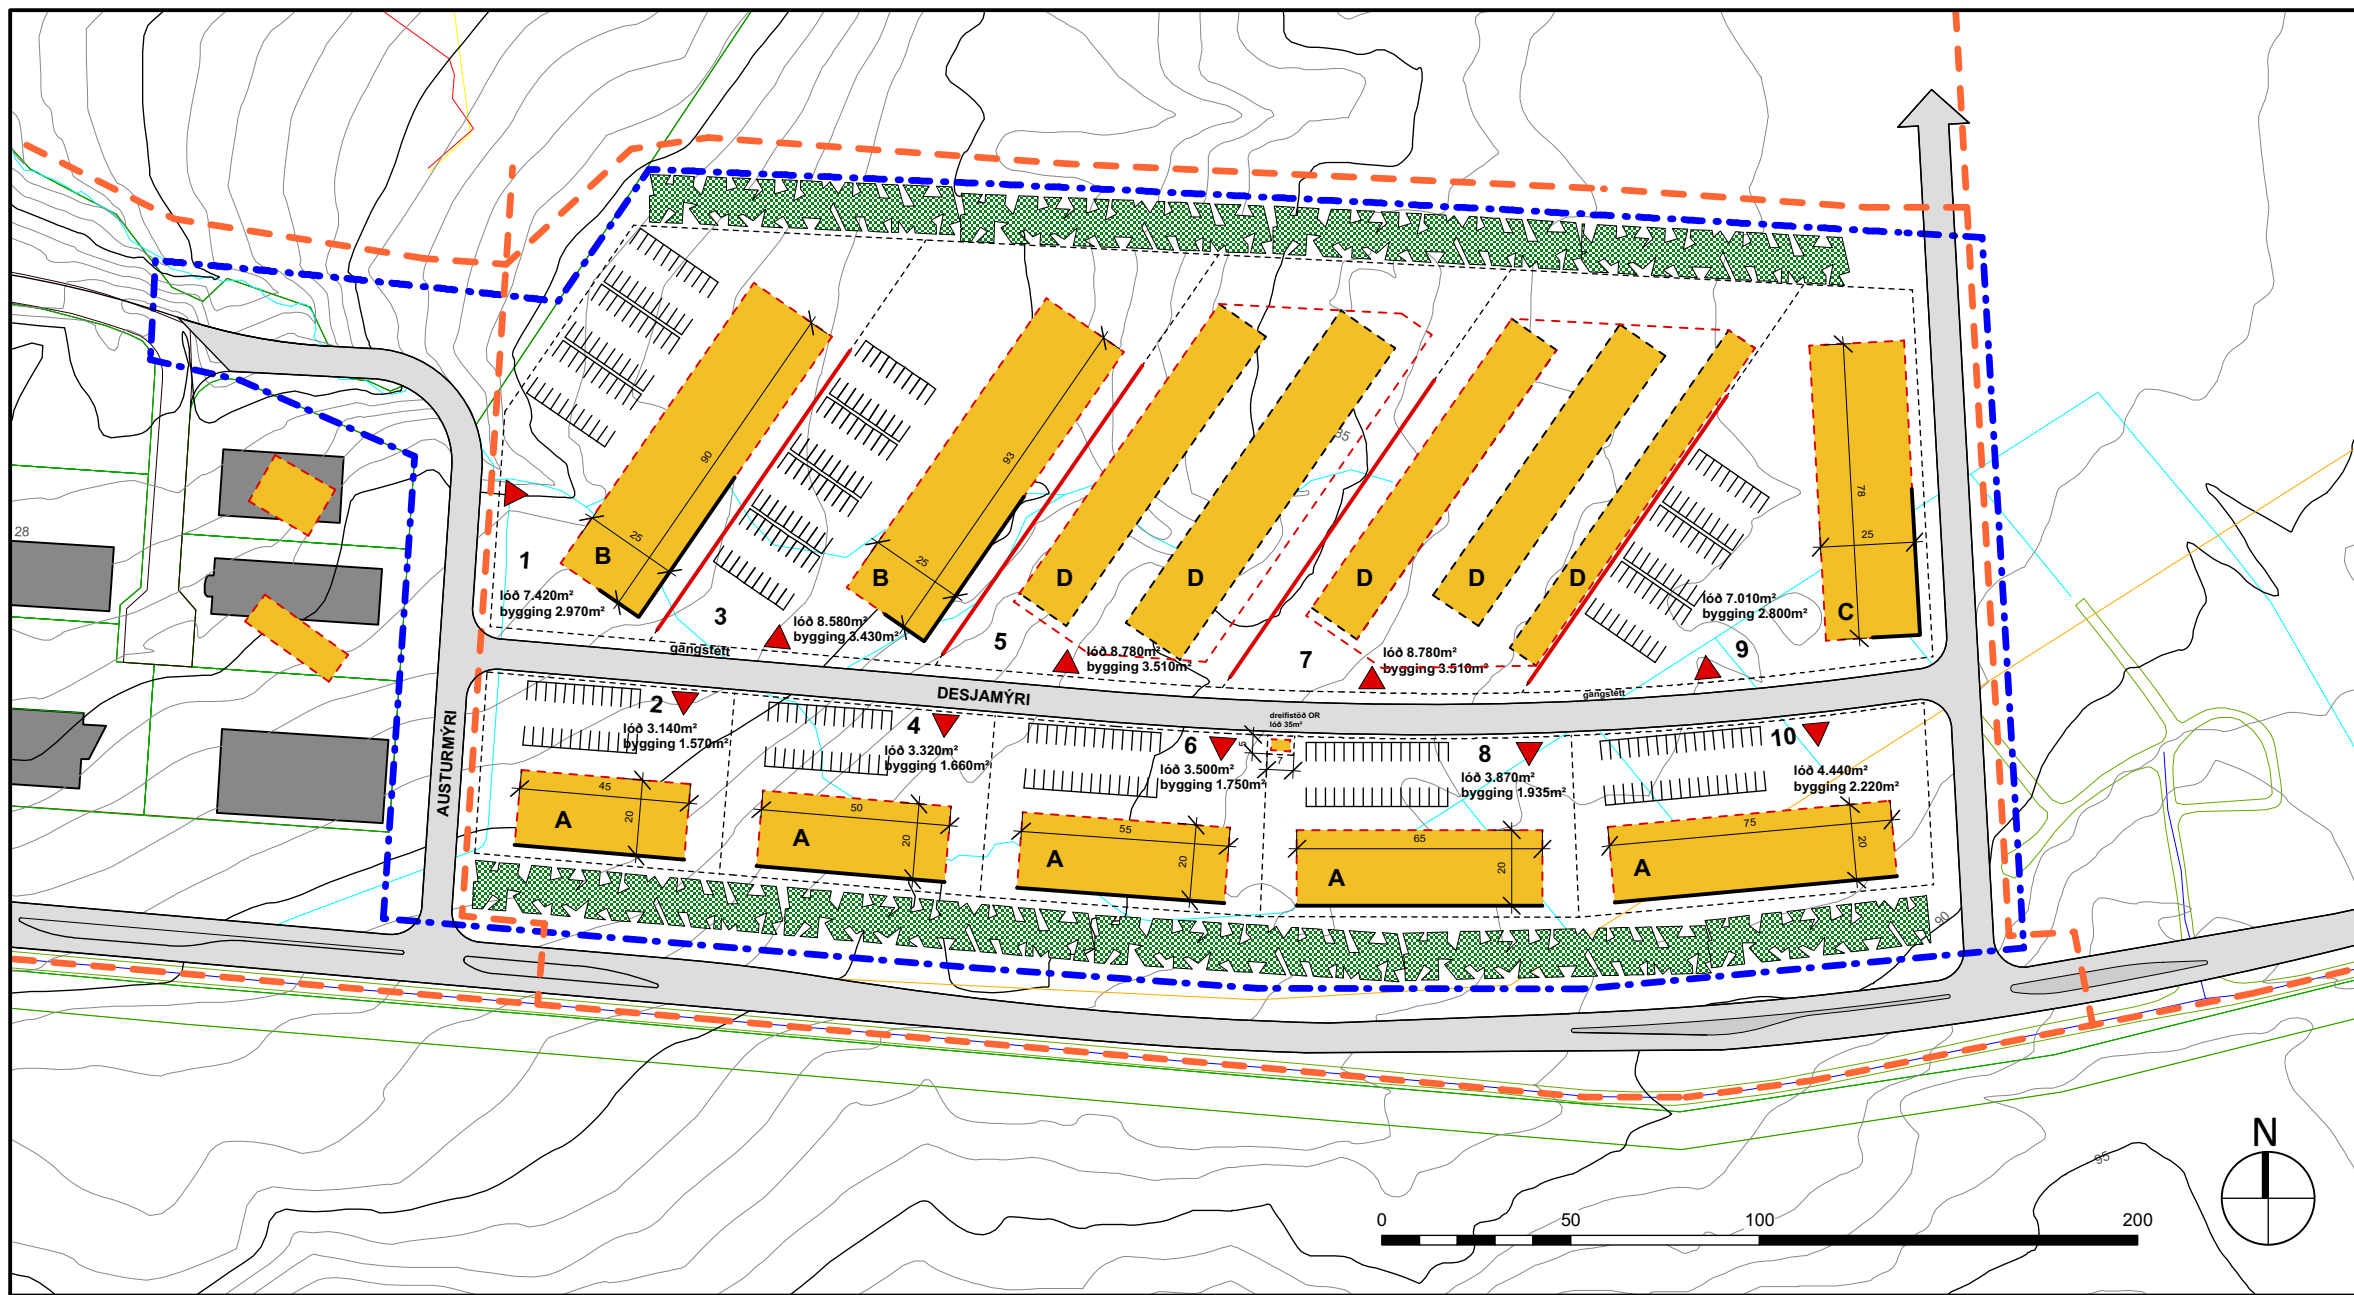 28
85
90
25
B
93
25
B
D
D
D
D
D
78
25
C
1
lóð 7.420m²
bygging 2.970m²
3
lóð 8.580m²
bygging 3.430m²
5
lóð 8.780m²
bygging 3.510m²
7
lóð 8.780m²
bygging 3.510m²
9
lóð 7.010m²
bygging 2.800m²
gangstétt
gangstétt
DESJAMÝRI
AUSTURMÝRI
2
lóð 3.140m²
bygging 1.570m²
4
lóð 3.320m²
bygging 1.660m²
6
lóð 3.500m²
bygging 1.750m²
dreifistöð OR
lóð 35m²
5
7
8
lóð 3.870m²
bygging 1.935m²
10
lóð 4.440m²
bygging 2.220m²
45
20
A
50
20
A
55
20
A
65
20
A
75
20
A
90
95
N
0 50 100 200